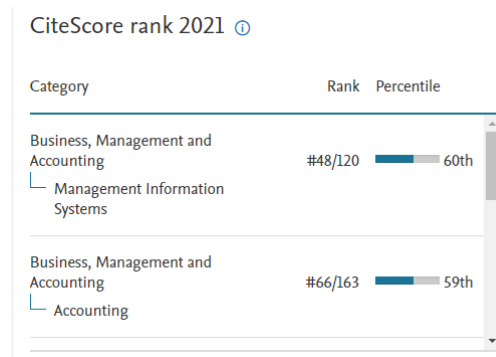 CiteScore rank 2021
Category Rank Percentile
Business, Management and
Accounting #48/120 60th
Management Information
Systems
Business, Management and
Accounting #66/163 59th
Accounting